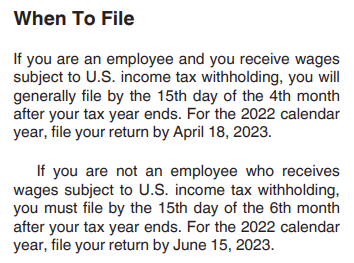 When To File
If you are an employee and you receive wages
subject to U.S. income tax withholding, you will
generally file by the 15th day of the 4th month
after your tax year ends. For the 2022 calendar
year, file your return by April 18, 2023.
If you are not an employee who receives
wages subject to U.S. income tax withholding,
you must file by the 15th day of the 6th month
after your tax year ends. For the 2022 calendar
year, file your return by June 15, 2023.